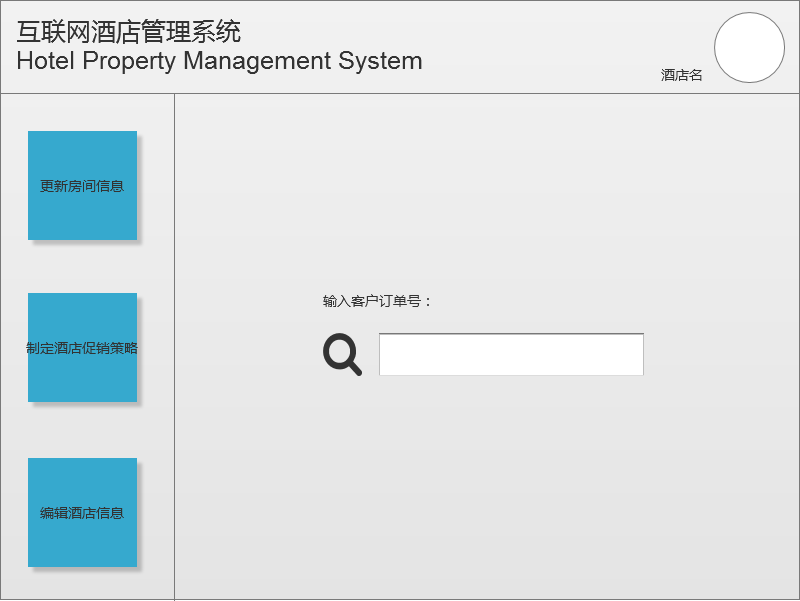 互联网酒店管理系统
Hotel Property Management System
酒店名
更新房间信息
输入客户订单号：
制定酒店促销策略
编辑酒店信息